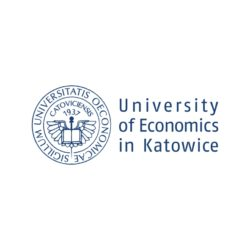 SIGILLUM UNIVERSITATIS OECONOMICAE
CATOVICIENSIS
1937
University
of Economics
in Katowice